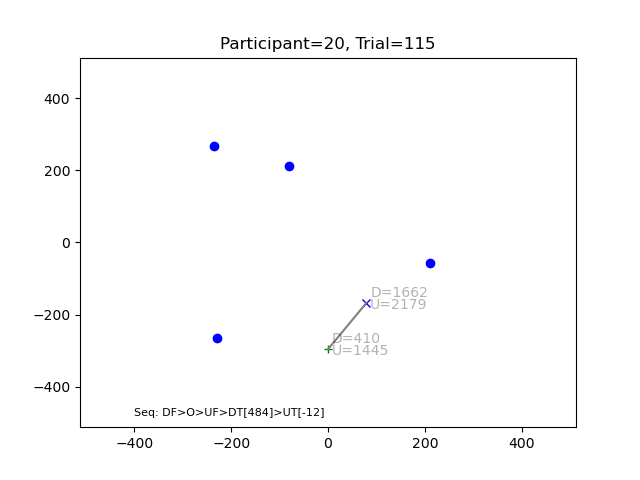 Participant=20, Trial=115
400
200
0
−200
−400
D=1662
U=2179
D=410
U=1445
Seq: DF>O>UF>DT[484]>UT[-12]
−400
−200
0
200
400